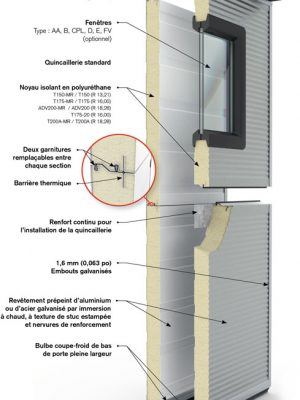 Fenêtres
Type : AA, B, CPL, D, E, FV
(optionnel)
Quincaillerie standard
Noyau isolant en polyuréthane
T150-MR / T150 (R 13,21)
T175-MR / T175 (R 16,00)
ADV200-MR / ADV200 (R 18,28)
T175-20 (R 16,00)
T200A-MR / T200A (R 18,28)
Deux garnitures
remplaçables entre
chaque section
Barrière thermique
Renfort continu pour
l'installation de la quincaillerie
1,6 mm (0,063 po)
Embouts galvanisés
Revêtement prépeint d'aluminium
ou d'acier galvanisé par immersion
à chaud, à texture de stuc estampée
et nervures de renforcement
Bulbe coupe-froid de bas
de porte pleine largeur